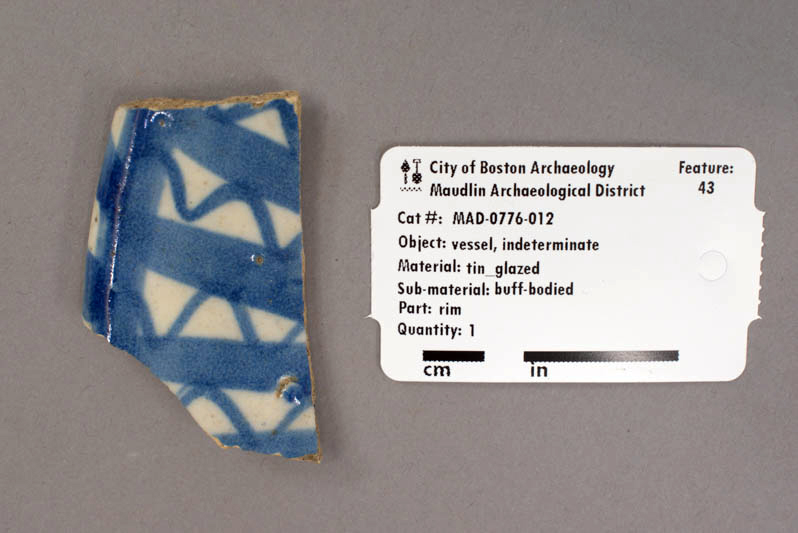 City of Boston Archaeology
Maudlin Archaeological District
Feature:
43
Cat #: MAD-0776-012
Object: vessel, indeterminate
Material: tin_glazed
Sub-material: buff-bodied
Part: rim
Quantity: 1
cm in